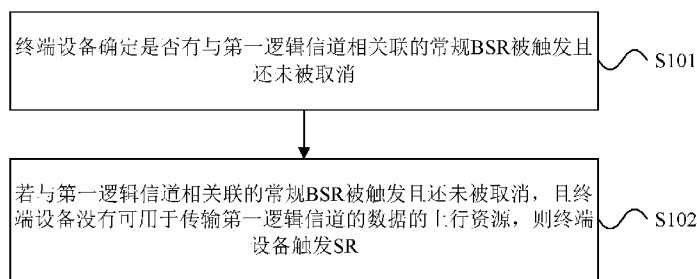 终端设备确定是否有与第一逻辑信道相关联的常规BSR被触发且
还未被取消
S101
若与第一逻辑信道相关联的常规BSR被触发且还未被取消，且终
端设备没有可用于传输第一逻辑信道的数据的上行资源，则终端
设备触发SR
S102